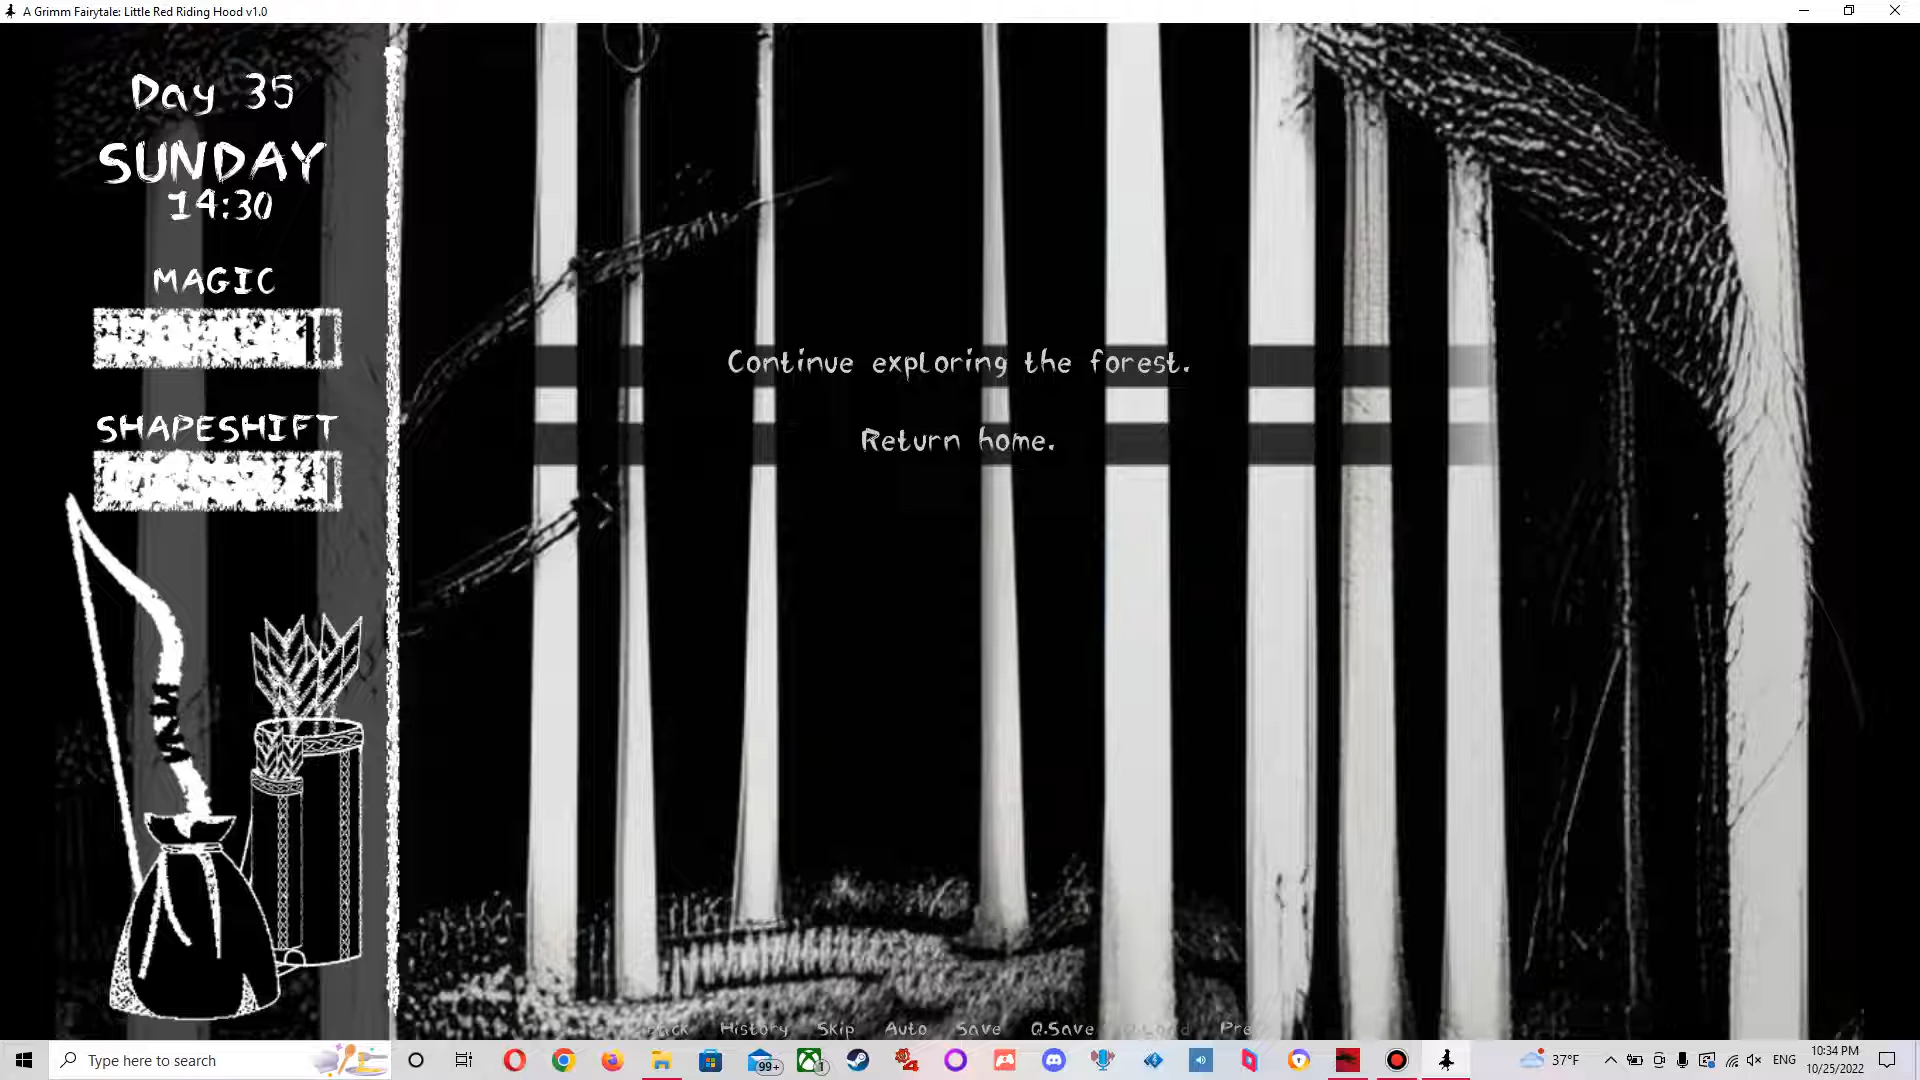 A Grimm Fairytale: Little Red Riding Hood v1.0
Day 35
SUNDAY
14:30
MAGIC
SHAPESHIFT
Continue exploring the forest.
Return home.
History Skip Auto Save Q.Save
Type here to search
99+
1
4
37°F
ENG
10:34 PM
10/25/2022